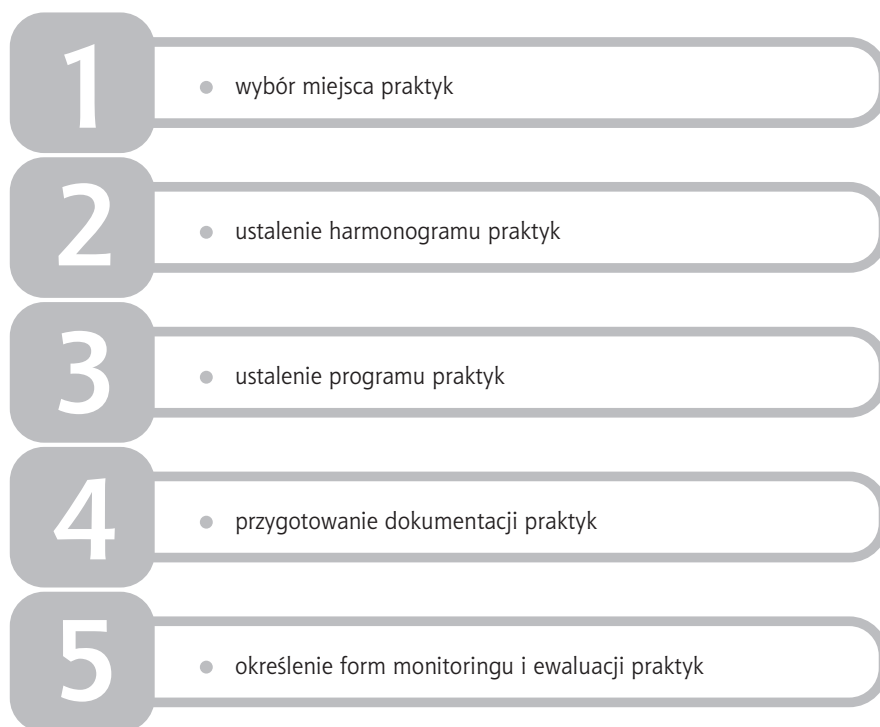 1
• wybór miejsca praktyk
2
• ustalenie harmonogramu praktyk
3
• ustalenie programu praktyk
4
• przygotowanie dokumentacji praktyk
5
• określenie form monitoringu i ewaluacji praktyk